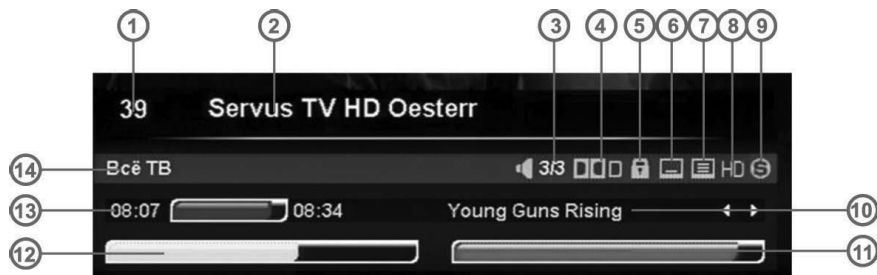 1 2 3 4 5 6 7 8 9
39 Servus TV HD Oesterr
14 Всё ТВ 3/3 HD S
13 08:07 08:34 Young Guns Rising 10
12 11